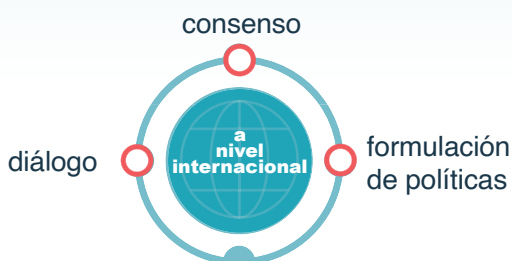 consenso
diálogo
a
nivel
internacional
formulación
de políticas